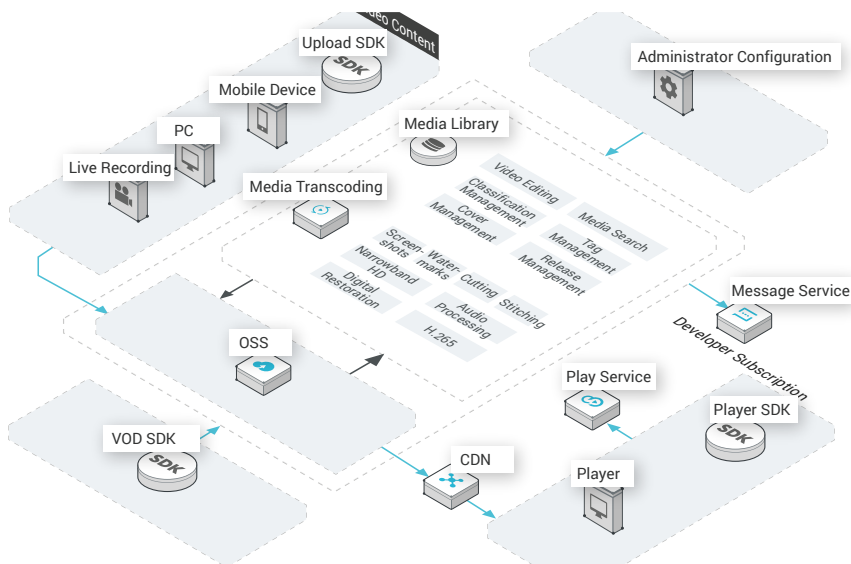 Video Content
Upload SDK
SDK
Mobile Device
PC
Live Recording
Administrator Configuration
Media Library
Media Transcoding
Video Editing
Classification
Management
Cover
Management
Media Search
Tag
Management
Release
Management
Screen-
shots
Water-
marks
Cutting
Stitching
Narrowband
HD
Digital
Restoration
Audio
Processing
H.265
Message Service
Developer Subscription
OSS
Play Service
Player SDK
SDK
VOD SDK
SDK
CDN
Player